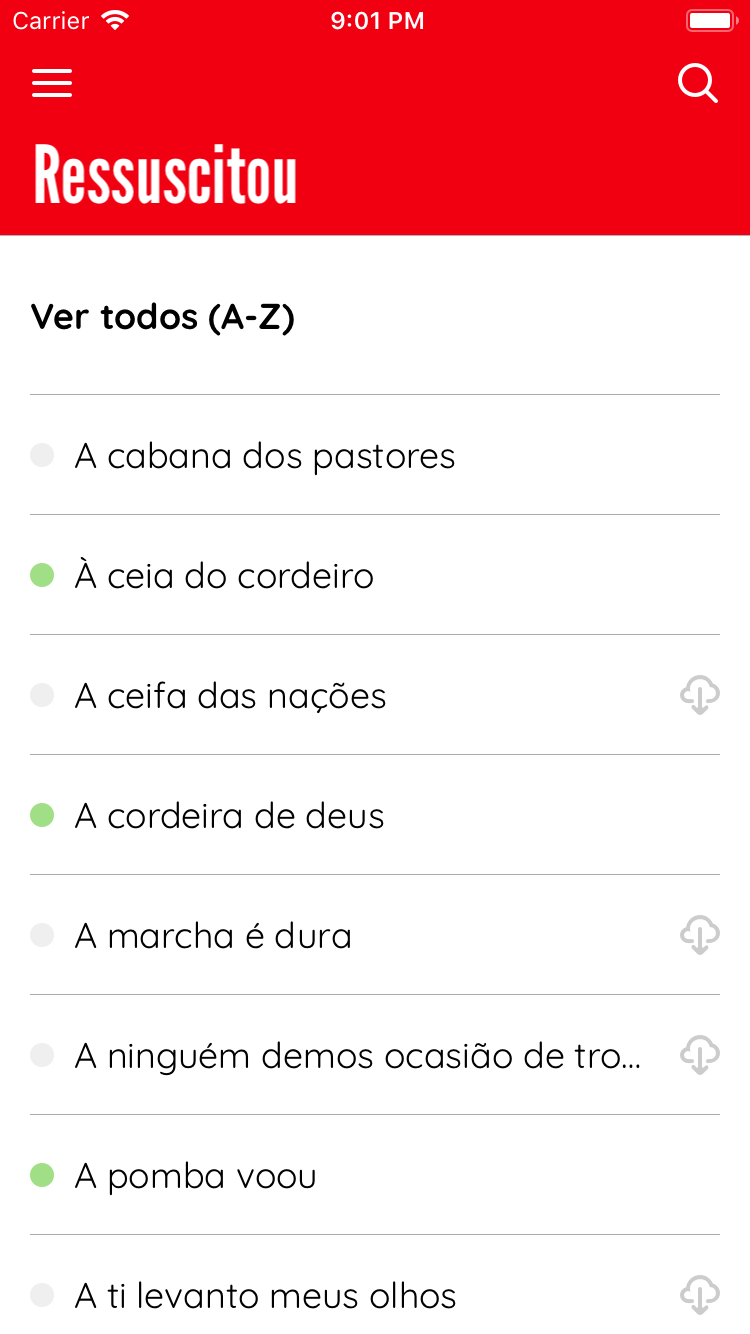 Carrier 9:01 PM
Ressuscitou
Ver todos (A-Z)
A cabana dos pastores
À ceia do cordeiro
A ceifa das nações
A cordeira de deus
A marcha é dura
A ninguém demos ocasião de tro...
A pomba voou
A ti levanto meus olhos